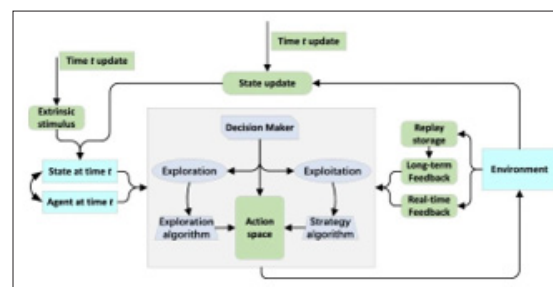 Time t update
Time t update
State update
Extrinsic
stimulus
Decision Maker
Replay
storage
Exploration
Exploitation
Long-term
Feedback
Environment
State at time t
Agent at time t
Real-time
Feedback
Exploration
algorithm
Action
space
Strategy
algorithm